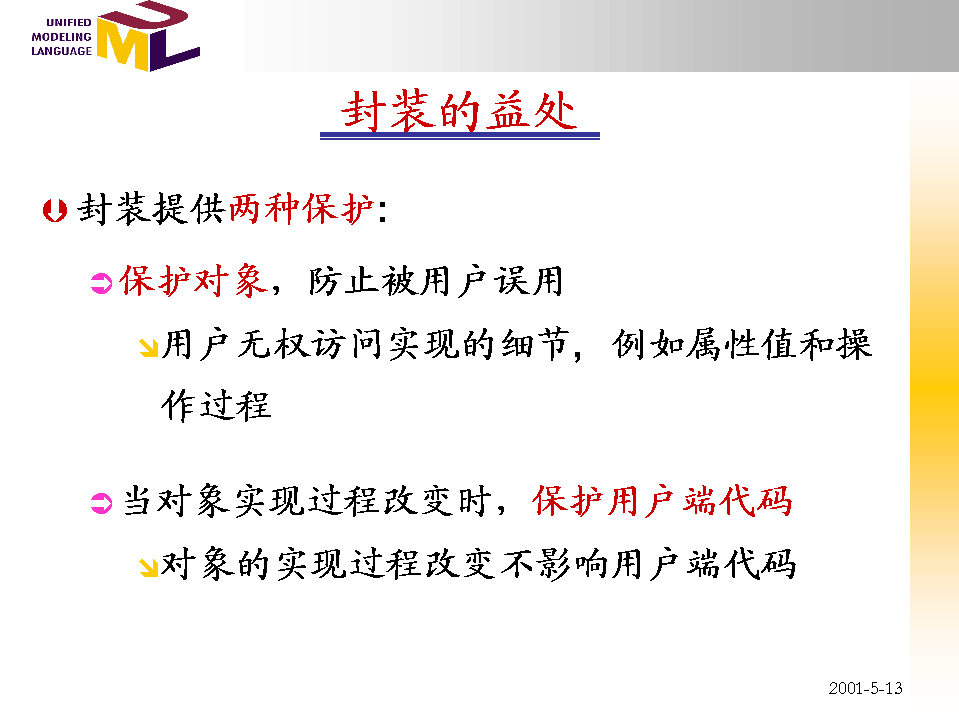 UNIFIED
MODELING
LANGUAGE
UML
封装的益处
封装提供两种保护:
保护对象，防止被用户误用
用户无权访问实现的细节，例如属性值和操
作过程
当对象实现过程改变时，保护用户端代码
对象的实现过程改变不影响用户端代码
2001-5-13